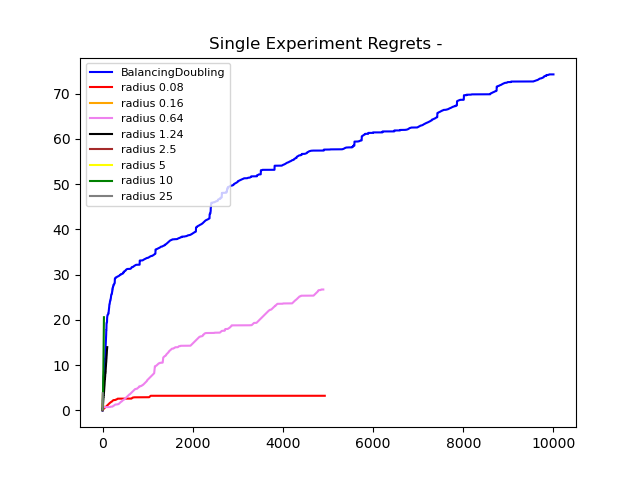 Single Experiment Regrets -
BalancingDoubling
radius 0.08
radius 0.16
radius 0.64
radius 1.24
radius 2.5
radius 5
radius 10
radius 25
70
60
50
40
30
20
10
0
0 2000 4000 6000 8000 10000